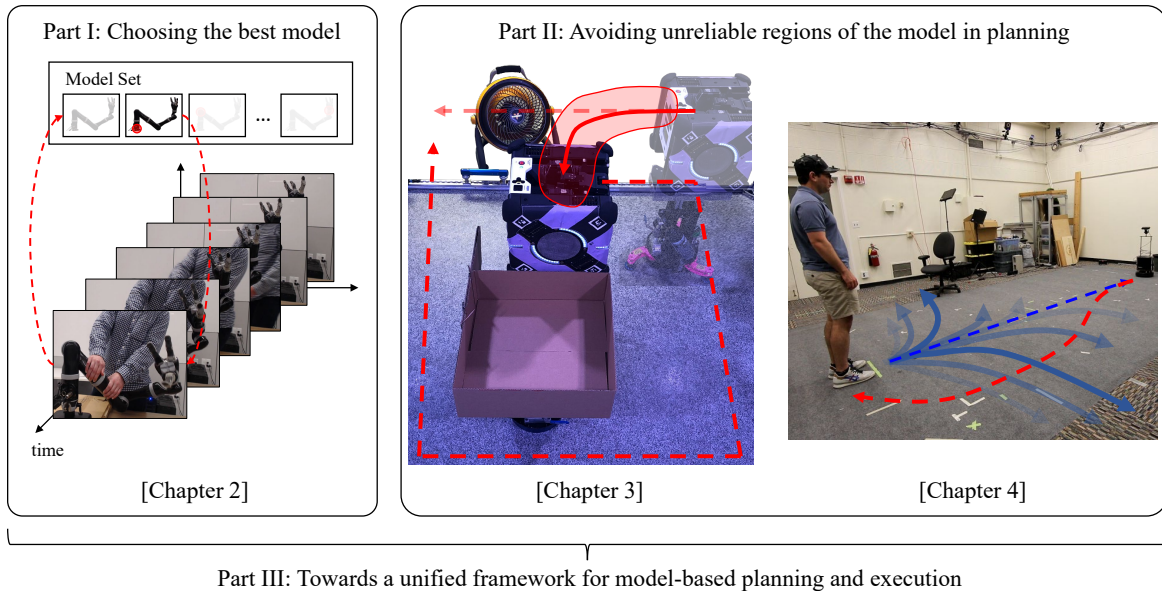 Part I: Choosing the best model
Model Set
...
time
[Chapter 2]
Part II: Avoiding unreliable regions of the model in planning
[Chapter 3]
[Chapter 4]
Part III: Towards a unified framework for model-based planning and execution